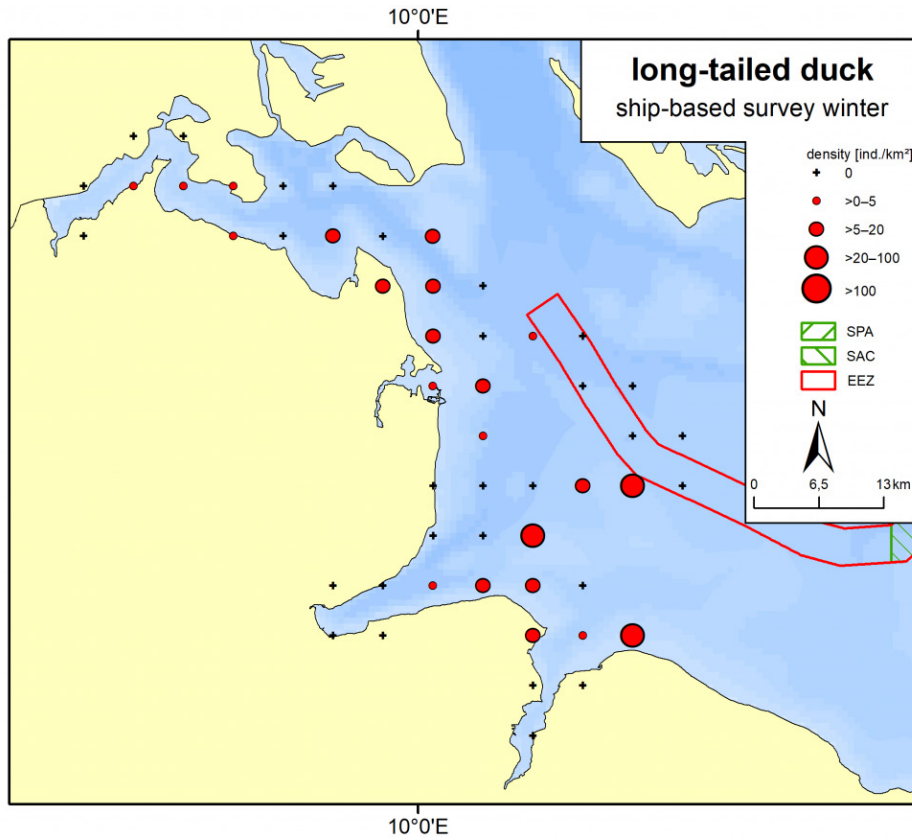 10°0'E
long-tailed duck
ship-based survey winter
density [ind./km²]
0
>0–5
>5–20
>20–100
>100
SPA
SAC
EEZ
N
0 6,5 13 km
10°0'E